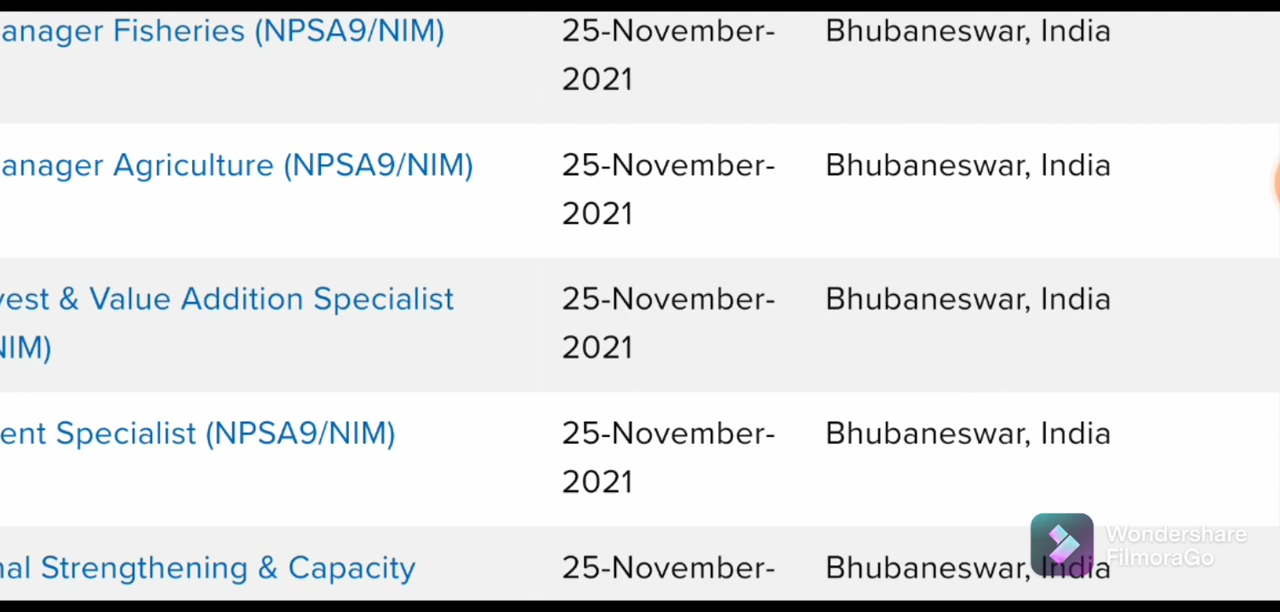 anager Fisheries (NPSA9/NIM) 25-November- Bhubaneswar, India
2021
anager Agriculture (NPSA9/NIM) 25-November- Bhubaneswar, India
2021
vest & Value Addition Specialist 25-November- Bhubaneswar, India
NIM) 2021
ent Specialist (NPSA9/NIM) 25-November- Bhubaneswar, India
2021
nal Strengthening & Capacity 25-November- Bhubaneswar, India
Wondershare
FilmoraGo